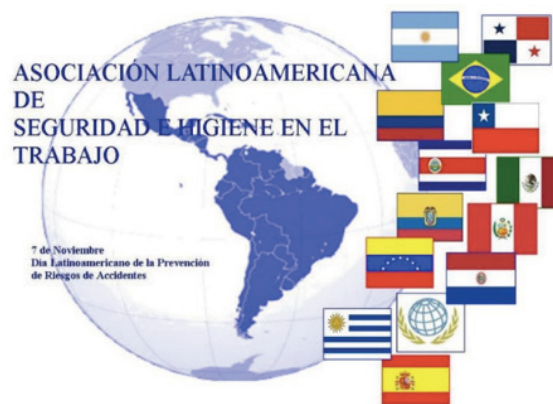 ASOCIACIÓN LATINOAMERICANA
DE
SEGURIDAD E HIGIENE EN EL
TRABAJO
7 de Noviembre
Día Latinoamericano de la Prevención
de Riesgos de Accidentes